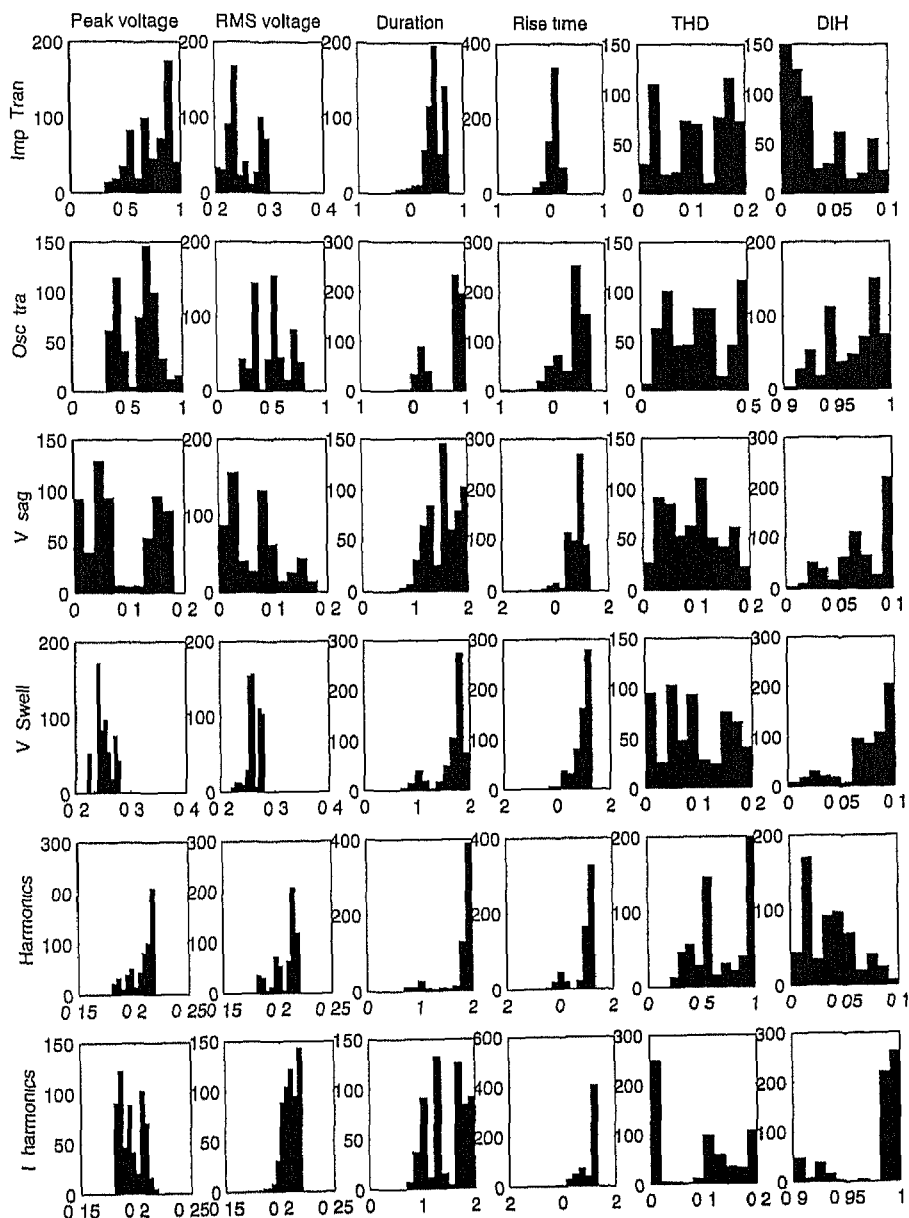 Peak voltage
RMS voltage
Duration
Rise time
THD
DIH
Imp Tran
200
100
0
0 0 5 1
200
100
0
0 2 0 3 0 4
200
150
100
50
0
1 0 1
400
200
0
1 0 1
150
100
50
0
0 0 1 0 2
150
100
50
0
0 0 05 0 1
Osc tra
150
100
50
0
0 0 5 1
200
100
0
0 0 5 1
300
200
100
0
1 0 1
300
200
100
0
1 0 1
150
100
50
0
0 0 5
200
100
0
0 9 0 95 1
V sag
150
100
50
0
0 0 1 0 2
200
100
0
0 0 1 0 2
150
100
50
0
0 1 2
300
200
100
0
2 0 2
150
100
50
0
0 0 1 0 2
300
200
100
0
0 0 05 0 1
V Swell
200
100
0
0 2 0 3 0 4
200
100
0
0 2 0 3 0 4
300
200
100
0
0 1 2
300
200
100
0
2 0 2
150
100
50
0
0 0 1 0 2
300
200
100
0
0 0 05 0 1
Harmonics
300
00
100
0
0 15 0 2 0 25
300
200
100
0
0 15 0 2 0 25
400
200
0
0 1 2
400
200
0
2 0 2
200
100
0
0 0 5 1
200
100
0
0 0 05 0 1
I harmonics
150
100
50
0
0 15 0 2 0 25
150
100
50
0
0 15 0 2 0 25
150
100
50
0
0 1 2
600
400
200
0
2 0 2
300
200
100
0
0 0 1 0 2
300
200
100
0
0 9 0 95 1